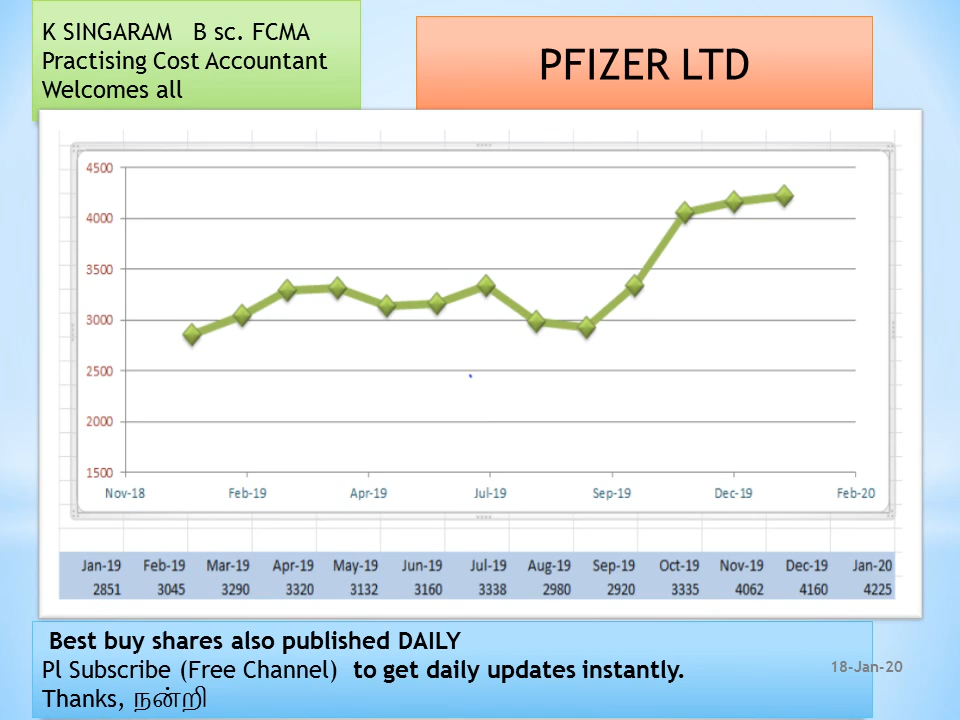 K SINGARAM B sc. FCMA
Practising Cost Accountant
Welcomes all
PFIZER LTD
4500
4000
3500
3000
2500
2000
1500
Nov-18 Feb-19 Apr-19 Jul-19 Sep-19 Dec-19 Feb-20
Jan-19 Feb-19 Mar-19 Apr-19 May-19 Jun-19 Jul-19 Aug-19 Sep-19 Oct-19 Nov-19 Dec-19 Jan-20
2851 3045 3290 3320 3132 3160 3338 2980 2920 3335 4062 4160 4225
Best buy shares also published DAILY
Pl Subscribe (Free Channel) to get daily updates instantly.
18-Jan-20
Thanks, நன்றி